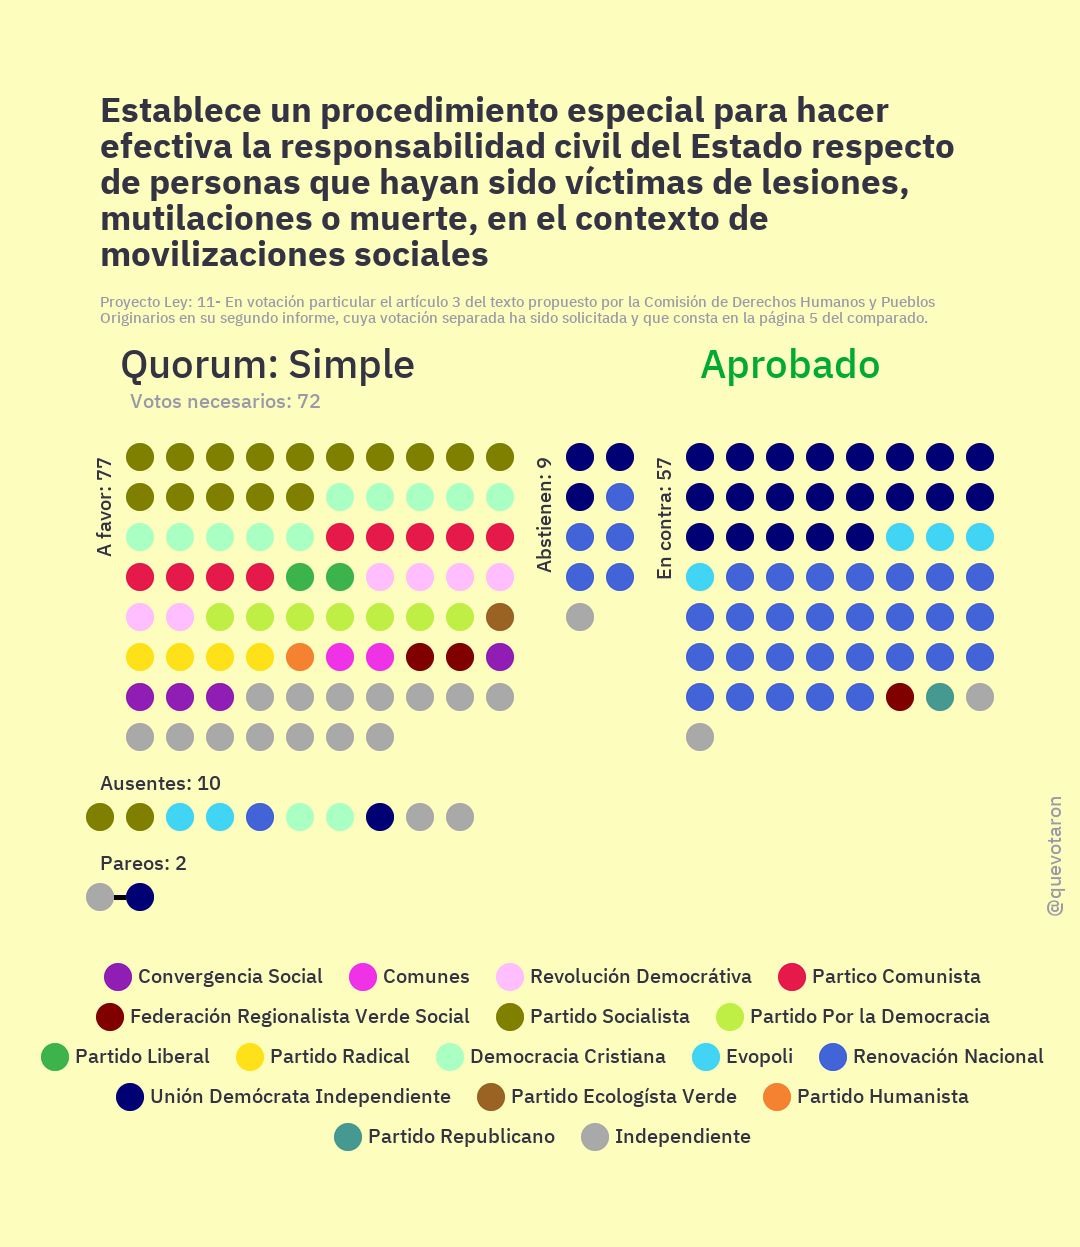 Establece un procedimiento especial para hacer
efectiva la responsabilidad civil del Estado respecto
de personas que hayan sido víctimas de lesiones,
mutilaciones o muerte, en el contexto de
movilizaciones sociales
Proyecto Ley: 11- En votación particular el artículo 3 del texto propuesto por la Comisión de Derechos Humanos y Pueblos
Originarios en su segundo informe, cuya votación separada ha sido solicitada y que consta en la página 5 del comparado.
Quorum: Simple
Aprobado
Votos necesarios: 72
A favor: 77
Abstienen: 9
En contra: 57
Ausentes: 10
Pareos: 2
@quevotaron
Convergencia Social Comunes Revolución Democrátiva Partico Comunista
Federación Regionalista Verde Social Partido Socialista Partido Por la Democracia
Partido Liberal Partido Radical Democracia Cristiana Evopoli Renovación Nacional
Unión Demócrata Independiente Partido Ecologísta Verde Partido Humanista
Partido Republicano Independiente